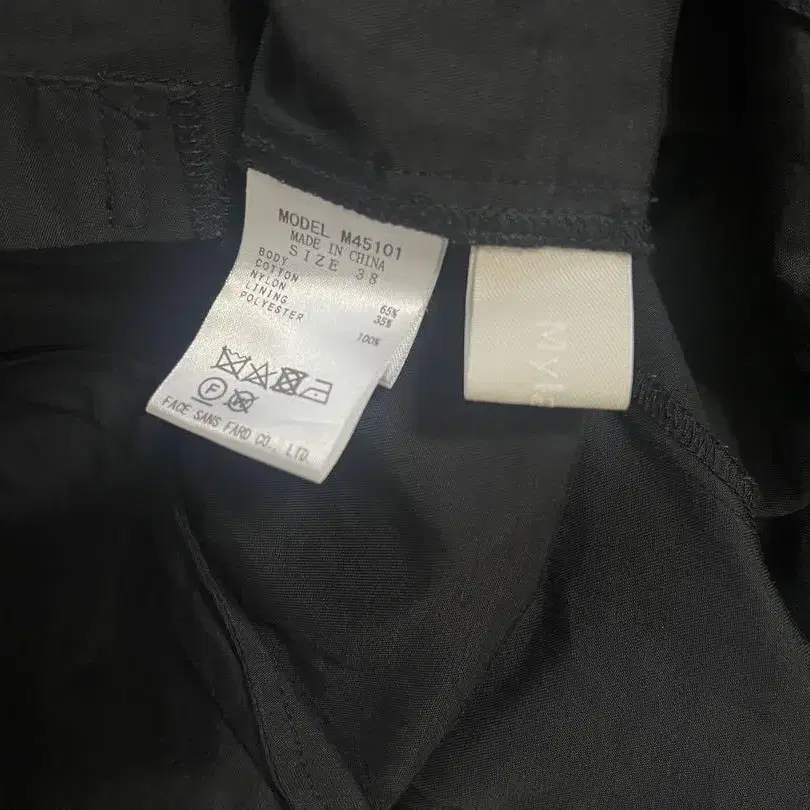 MODEL M45101
MADE IN CHINA
SIZE 38
BODY
COTTON 65%
NYLON 35%
LINING
POLYESTER 100%
F
FACE SANS FARD CO., LTD.